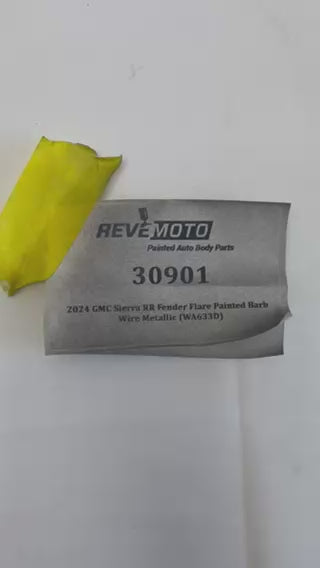 REVEMOTO
Painted Auto Body Parts
30901
2024 GMC Sierra RR Fender Flare Painted Barb
Wire Metallic (WA633D)